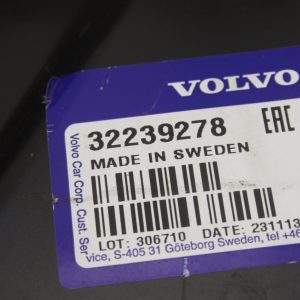 VOLVO
32239278
EAC
MADE IN SWEDEN
LOT: 306710 DATE: 231113
Volvo Car Corp. Cust. Ser
vice, S-405 31 Göteborg Sweden, tel +46